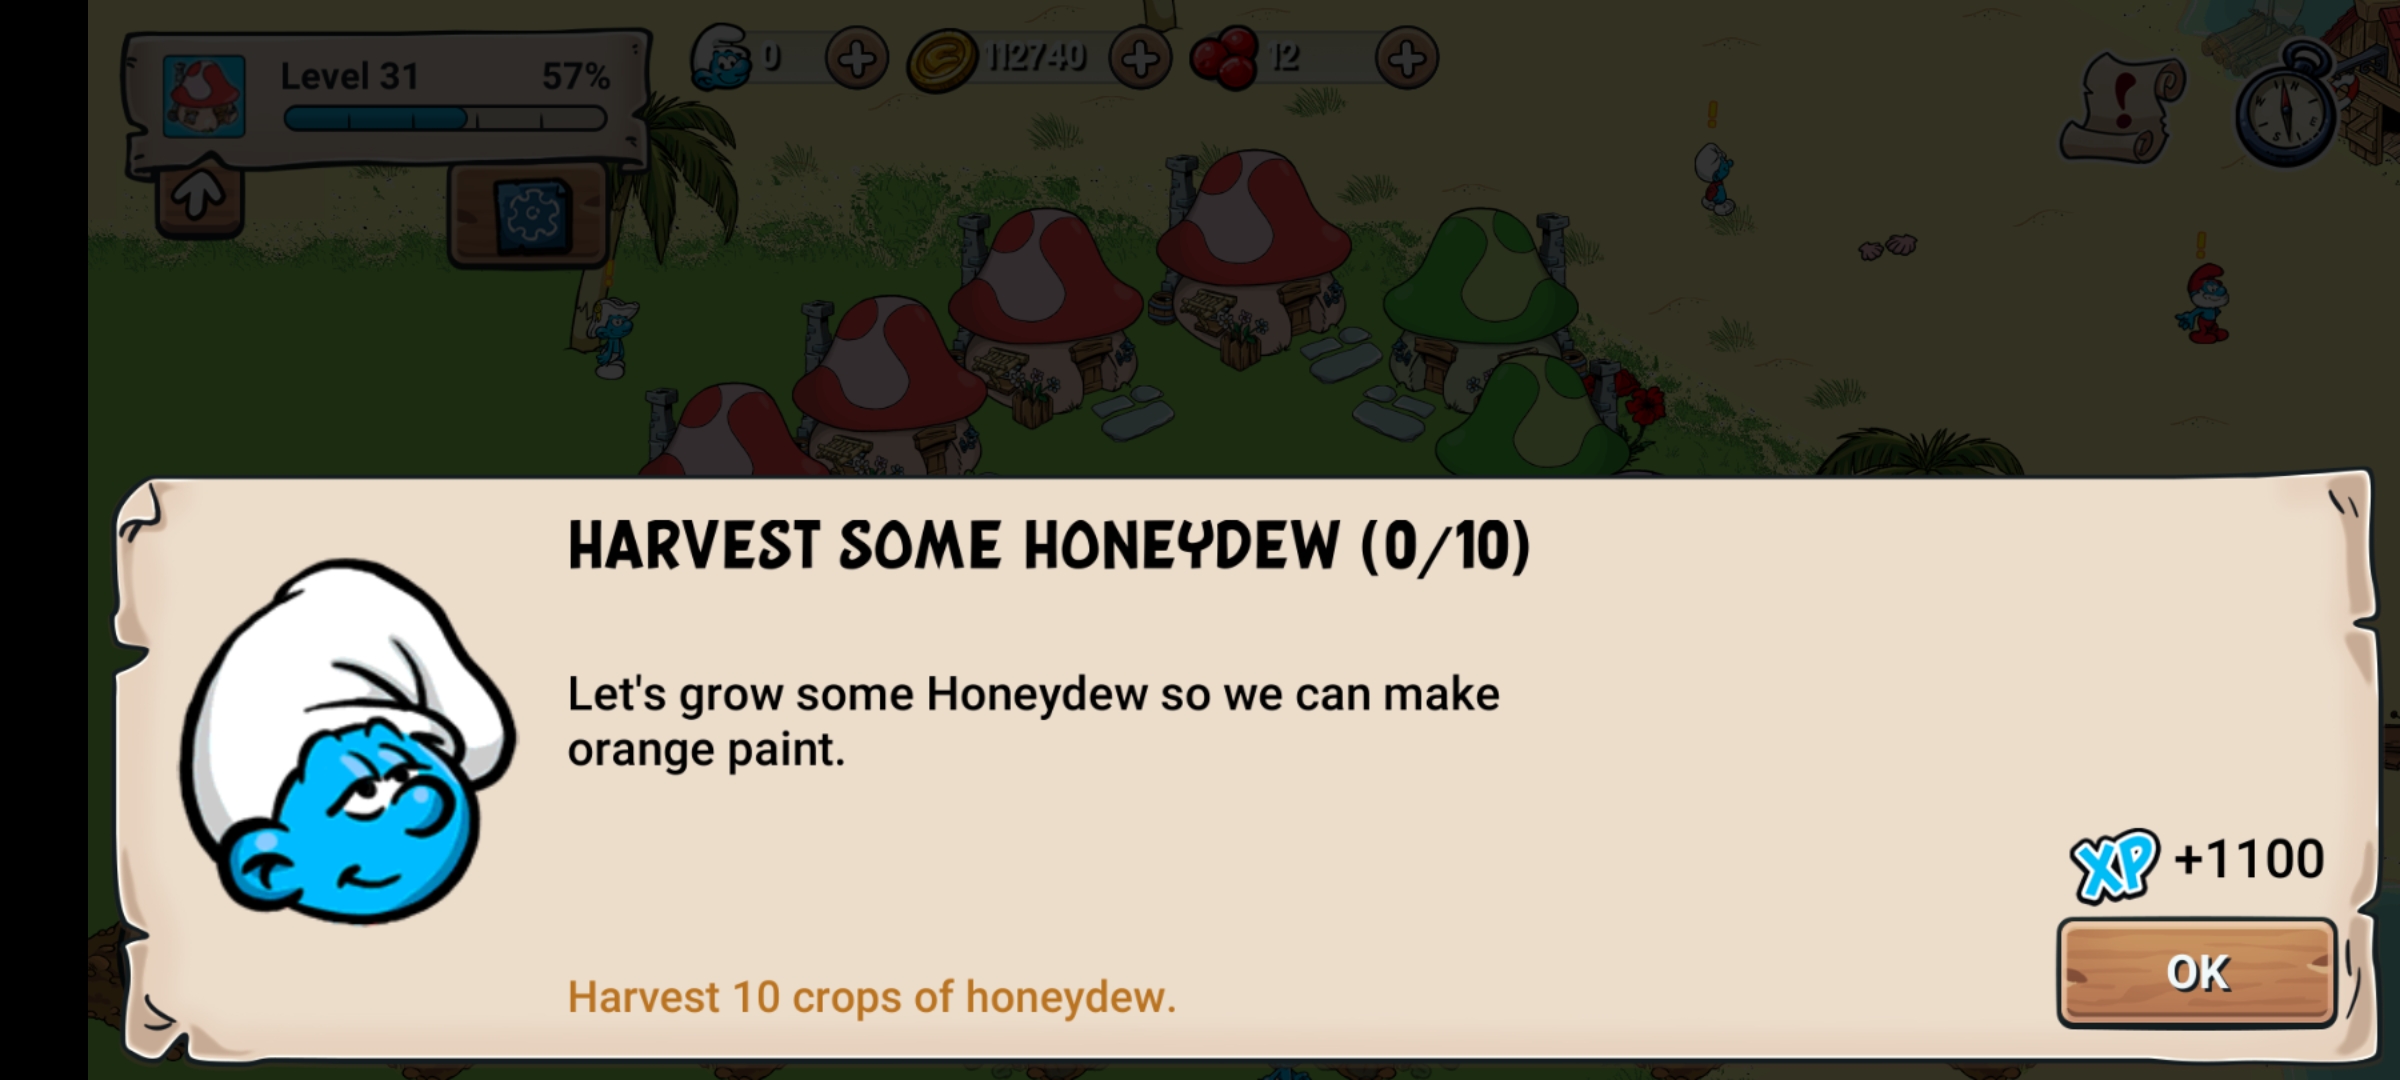 Level 31 57%
0
112740
12
HARVEST SOME HONEYDEW (0/10)
Let's grow some Honeydew so we can make
orange paint.
XP +1100
OK
Harvest 10 crops of honeydew.